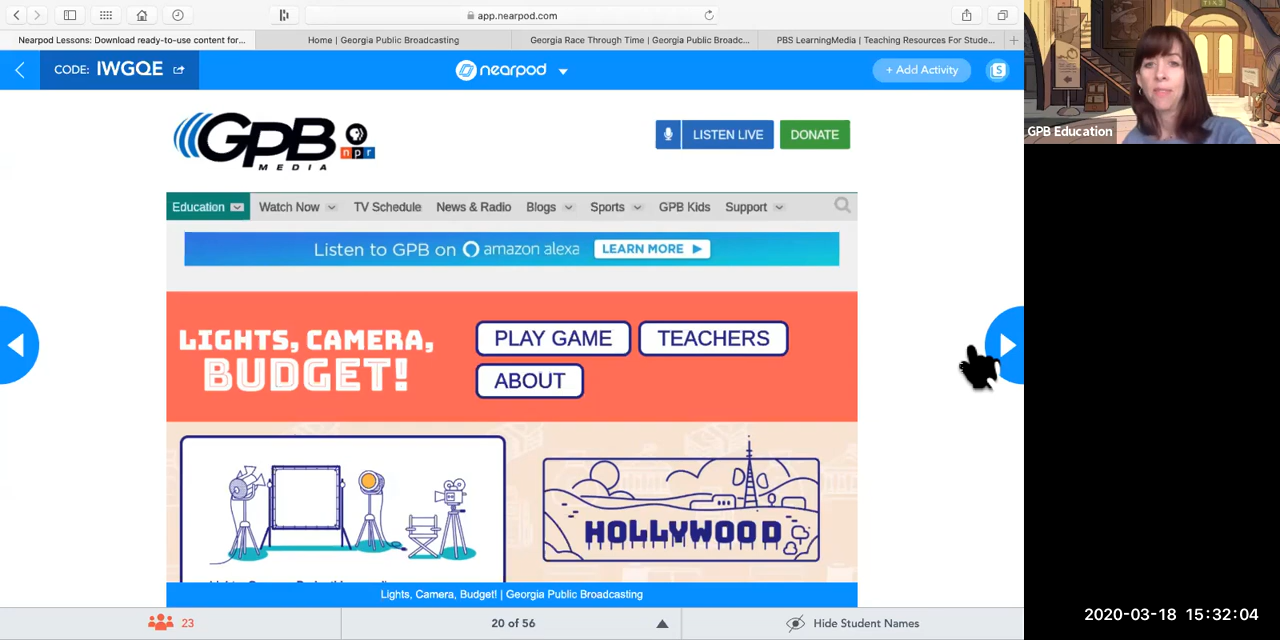 app.nearpod.com
Nearpod Lessons: Download ready-to-use content for...
Home | Georgia Public Broadcasting
Georgia Race Through Time | Georgia Public Broadc...
PBS LearningMedia | Teaching Resources For Stude...
CODE: IWGQE
nearpod
+ Add Activity
S
GPB Education
GPB
MEDIA
npr
LISTEN LIVE
DONATE
Education
Watch Now
TV Schedule
News & Radio
Blogs
Sports
GPB Kids
Support
Listen to GPB on amazon alexa
LEARN MORE
LIGHTS, CAMERA,
BUDGET!
PLAY GAME
TEACHERS
ABOUT
HOLLYWOOD
Lights, Camera, Budget! | Georgia Public Broadcasting
23
20 of 56
Hide Student Names
2020-03-18 15:32:04